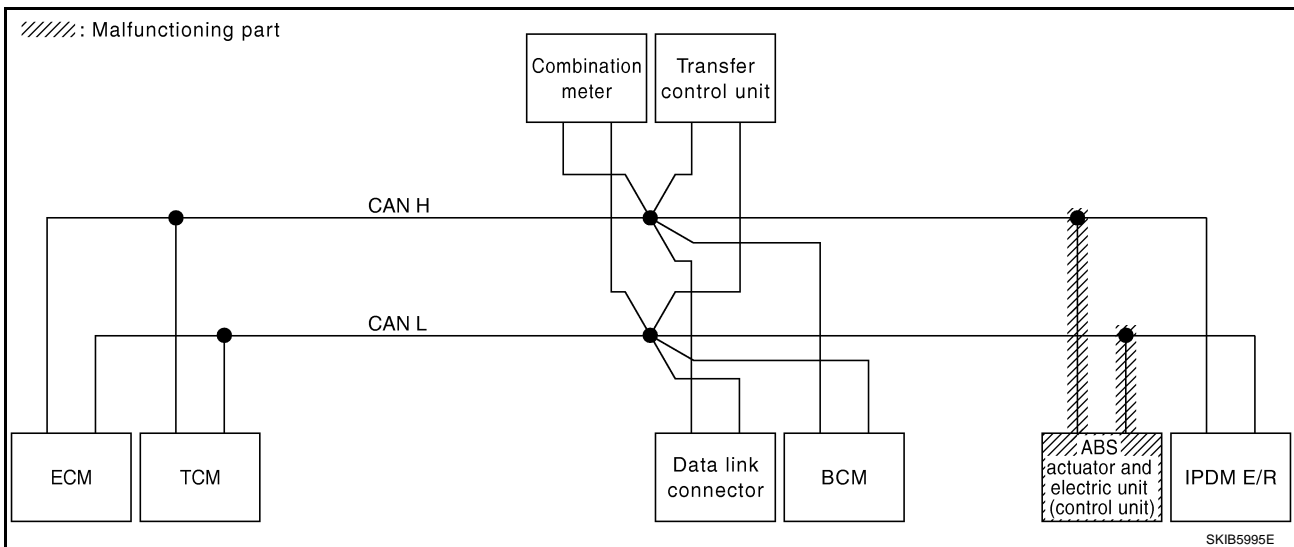 : Malfunctioning part
Combination
meter
Transfer
control unit
CAN H
CAN L
ECM
TCM
Data link
connector
BCM
ABS
actuator and
electric unit
(control unit)
IPDM E/R
SKIB5995E